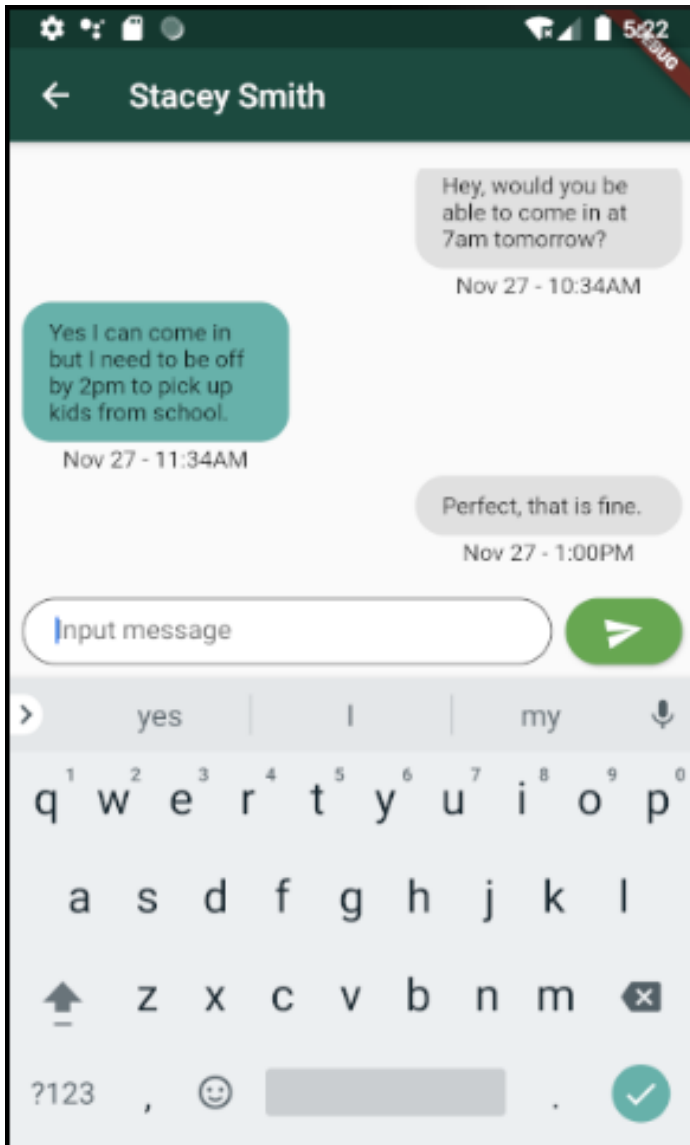 5:22
DEBUG
Stacey Smith
Hey, would you be
able to come in at
7am tomorrow?
Nov 27 - 10:34AM
Yes I can come in
but I need to be off
by 2pm to pick up
kids from school.
Nov 27 - 11:34AM
Perfect, that is fine.
Nov 27 - 1:00PM
Input message
yes I my
1 2 3 4 5 6 7 8 9 0
q w e r t y u i o p
a s d f g h j k l
z x c v b n m
?123 , .